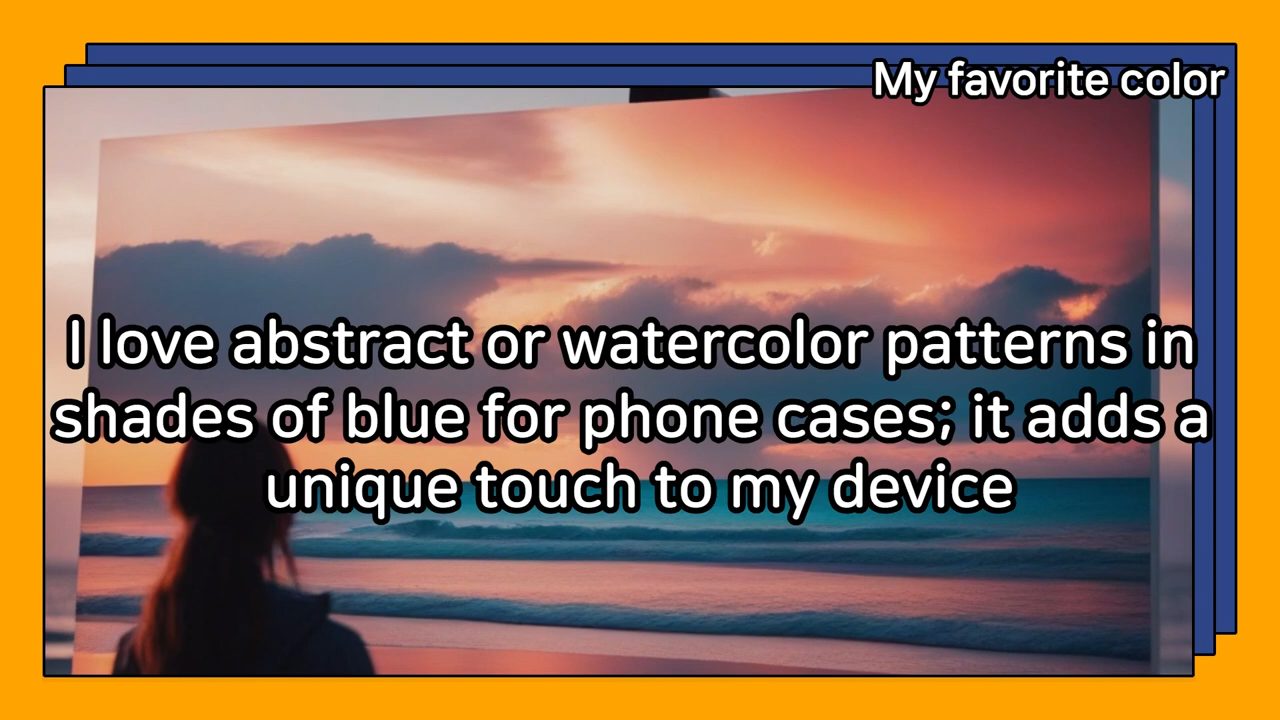 My favorite color
I love abstract or watercolor patterns in
shades of blue for phone cases; it adds a
unique touch to my device